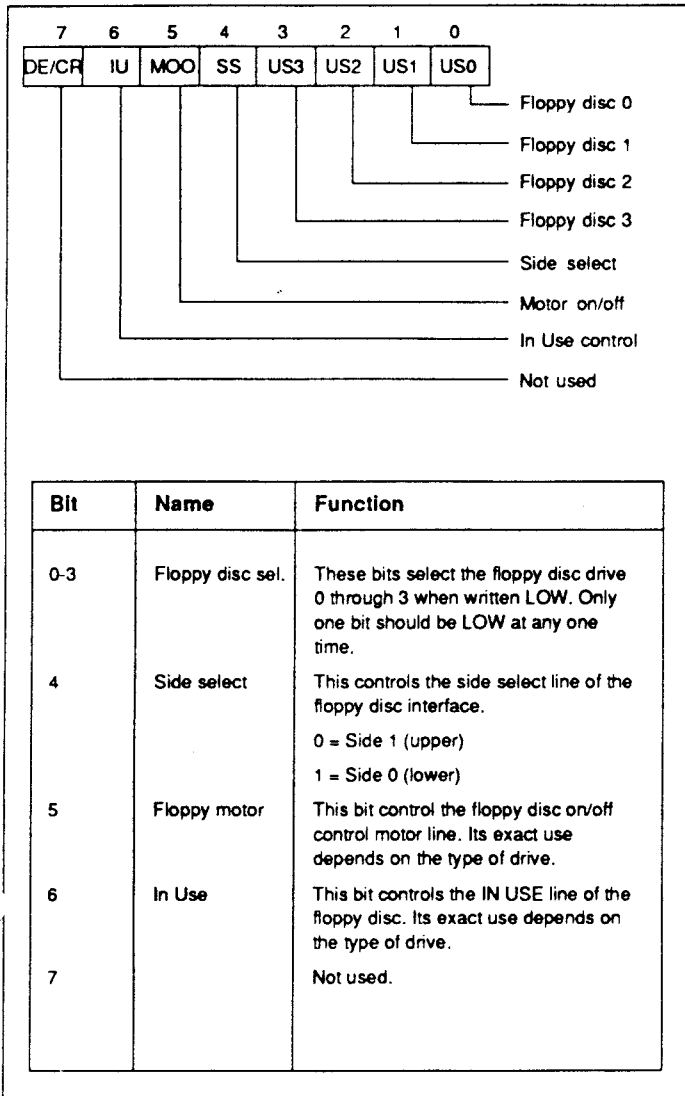 7 6 5 4 3 2 1 0
DE/CR IU MOO SS US3 US2 US1 US0
Floppy disc 0
Floppy disc 1
Floppy disc 2
Floppy disc 3
Side select
Motor on/off
In Use control
Not used
Bit Name Function
0-3 Floppy disc sel. These bits select the floppy disc drive
0 through 3 when written LOW. Only
one bit should be LOW at any one
time.
4 Side select This controls the side select line of the
floppy disc interface.
0 = Side 1 (upper)
1 = Side 0 (lower)
5 Floppy motor This bit control the floppy disc on/off
control motor line. Its exact use
depends on the type of drive.
6 In Use This bit controls the IN USE line of the
floppy disc. Its exact use depends on
the type of drive.
7 Not used.